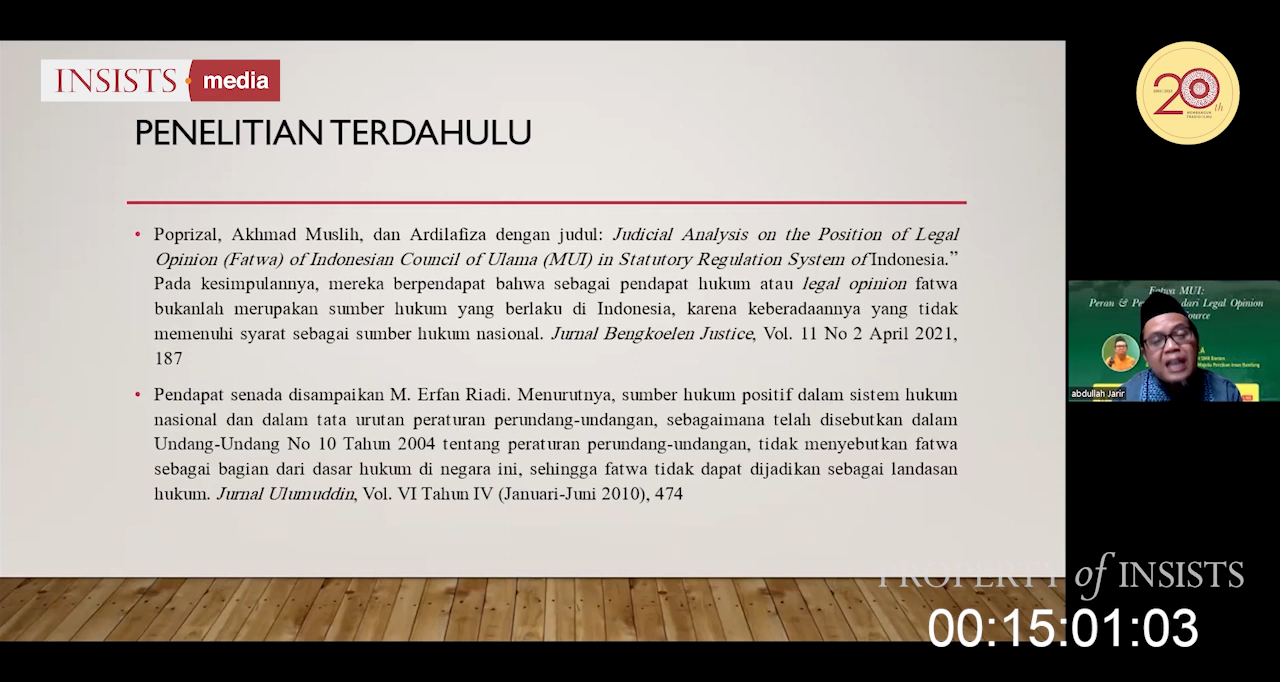 INSISTS media
PENELITIAN TERDAHULU
• Poprizal, Akhmad Muslih, dan Ardilafiza dengan judul: Judicial Analysis on the Position of Legal
Opinion (Fatwa) of Indonesian Council of Ulama (MUI) in Statutory Regulation System of Indonesia.”
Pada kesimpulannya, mereka berpendapat bahwa sebagai pendapat hukum atau legal opinion fatwa
bukanlah merupakan sumber hukum yang berlaku di Indonesia, karena keberadaannya yang tidak
memenuhi syarat sebagai sumber hukum nasional. Jurnal Bengkoelen Justice, Vol. 11 No 2 April 2021,
187
• Pendapat senada disampaikan M. Erfan Riadi. Menurutnya, sumber hukum positif dalam sistem hukum
nasional dan dalam tata urutan peraturan perundang-undangan, sebagaimana telah disebutkan dalam
Undang-Undang No 10 Tahun 2004 tentang peraturan perundang-undangan, tidak menyebutkan fatwa
sebagai bagian dari dasar hukum di negara ini, sehingga fatwa tidak dapat dijadikan sebagai landasan
hukum. Jurnal Ulumuddin, Vol. VI Tahun IV (Januari-Juni 2010), 474
20th
Fatwa MUI:
Peran & dari Legal Opinion
abdullah Jarir
PROPERTY of INSISTS
00:15:01:03